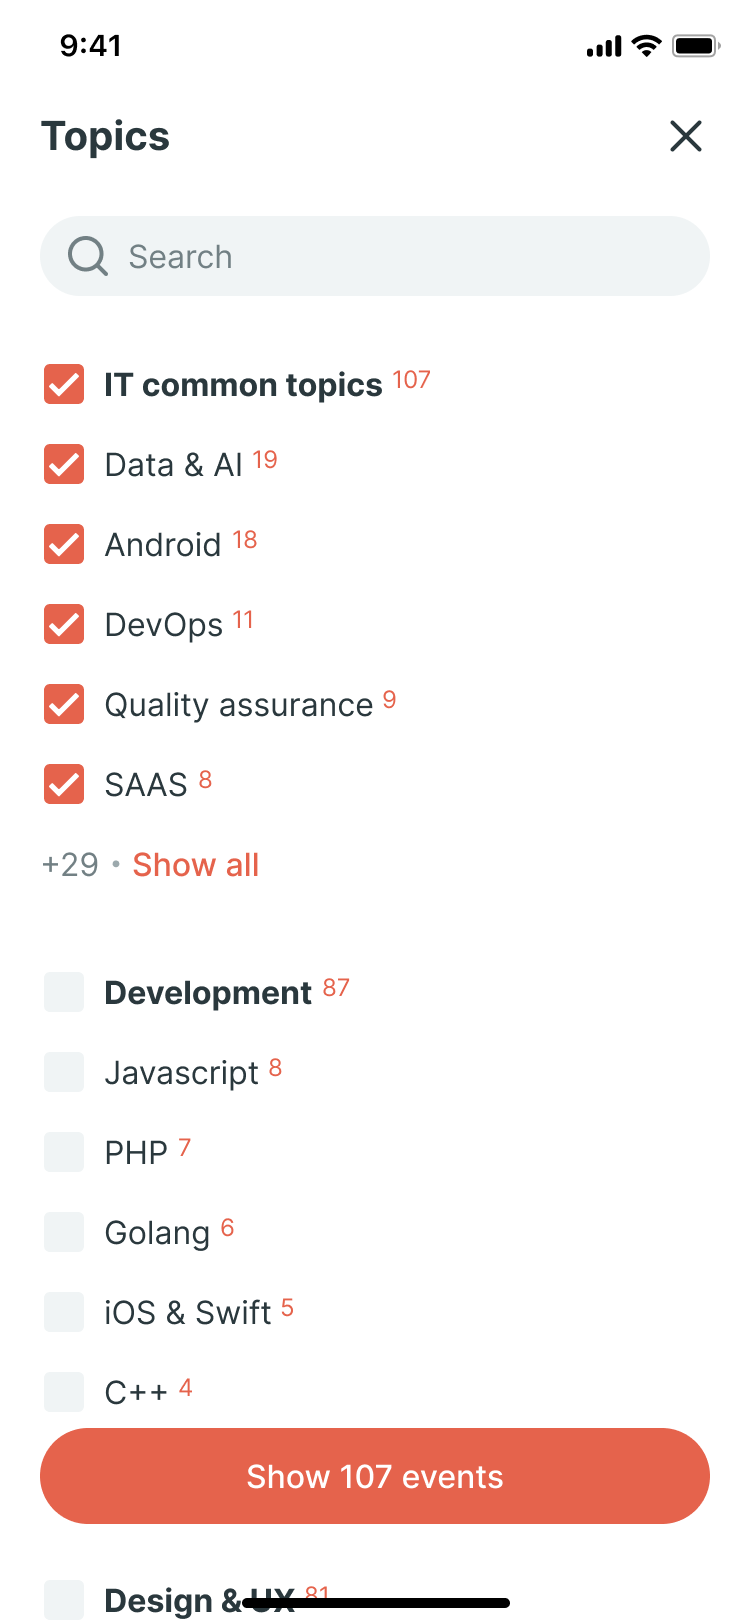 9:41
Topics
Search
IT common topics 107
Data & AI 19
Android 18
DevOps 11
Quality assurance 9
SAAS 8
+29 • Show all
Development 87
Javascript 8
PHP 7
Golang 6
iOS & Swift 5
C++ 4
Show 107 events
Design & UX 81